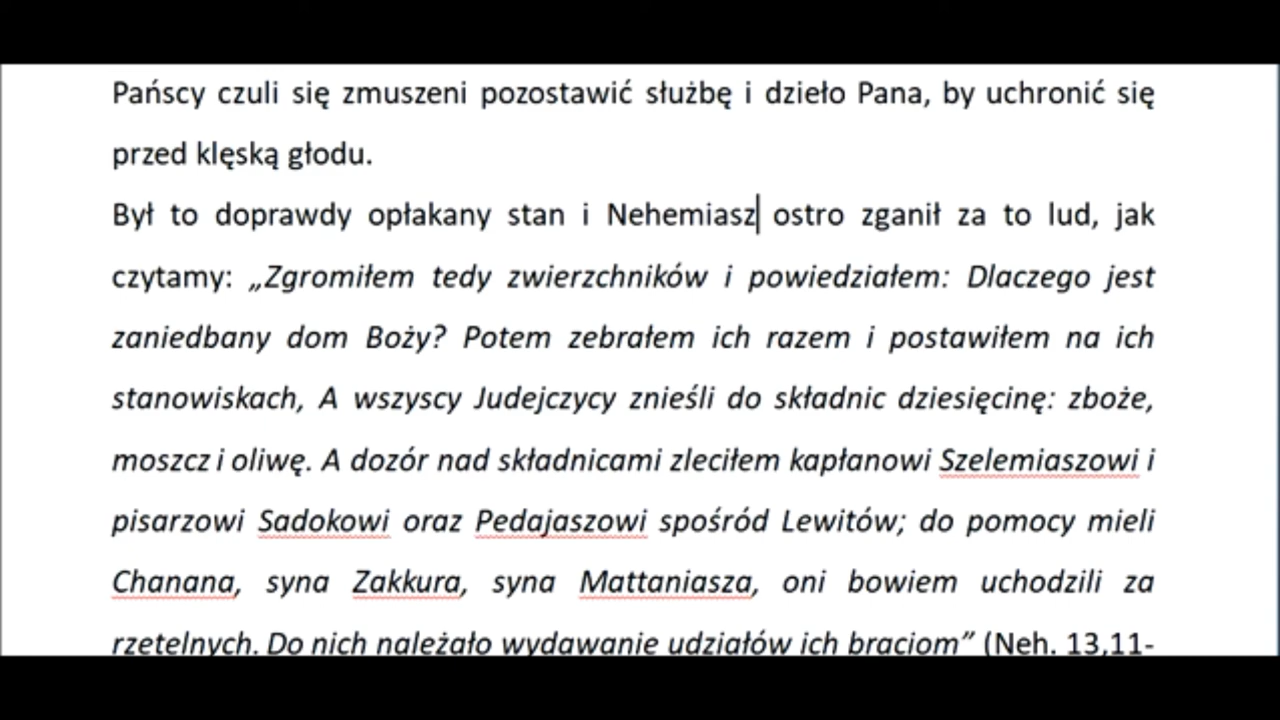 Pańscy czuli się zmuszeni pozostawić służbę i dzieło Pana, by uchronić się
przed klęską głodu.
Był to doprawdy opłakany stan i Nehemiasz ostro zganił za to lud, jak
czytamy: „Zgromiłem tedy zwierzchników i powiedziałem: Dlaczego jest
zaniedbany dom Boży? Potem zebrałem ich razem i postawiłem na ich
stanowiskach, A wszyscy Judejczycy znieśli do składnic dziesięcinę: zboże,
moszcz i oliwę. A dozór nad składnicami zleciłem kapłanowi Szelemiaszowi i
pisarzowi Sadokowi oraz Pedajaszowi spośród Lewitów; do pomocy mieli
Chanana, syna Zakkura, syna Mattaniasza, oni bowiem uchodzili za
rzetelnych. Do nich należało wydawanie udziałów ich braciom” (Neh. 13,11-